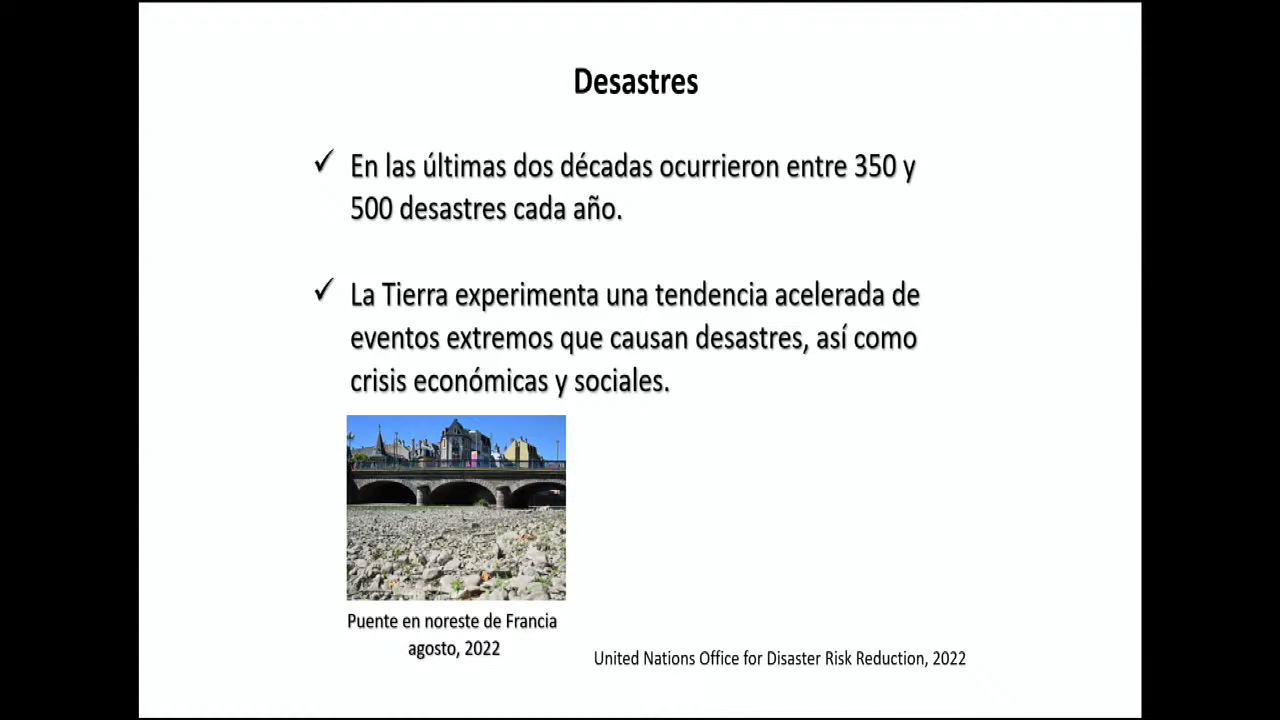 Desastres
✓ En las últimas dos décadas ocurrieron entre 350 y
500 desastres cada año.
✓ La Tierra experimenta una tendencia acelerada de
eventos extremos que causan desastres, así como
crisis económicas y sociales.
Puente en noreste de Francia
agosto, 2022
United Nations Office for Disaster Risk Reduction, 2022